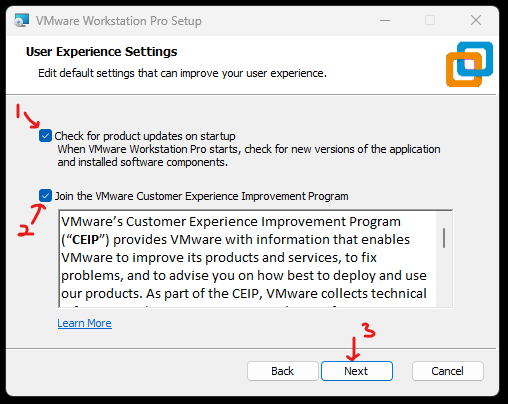 VMware Workstation Pro Setup
User Experience Settings
Edit default settings that can improve your user experience.
1
Check for product updates on startup
When VMware Workstation Pro starts, check for new versions of the application
and installed software components.
Join the VMware Customer Experience Improvement Program
2
VMware's Customer Experience Improvement Program
("CEIP") provides VMware with information that enables
VMware to improve its products and services, to fix
problems, and to advise you on how best to deploy and use
our products. As part of the CEIP, VMware collects technical
Learn More
3
Back
Next
Cancel